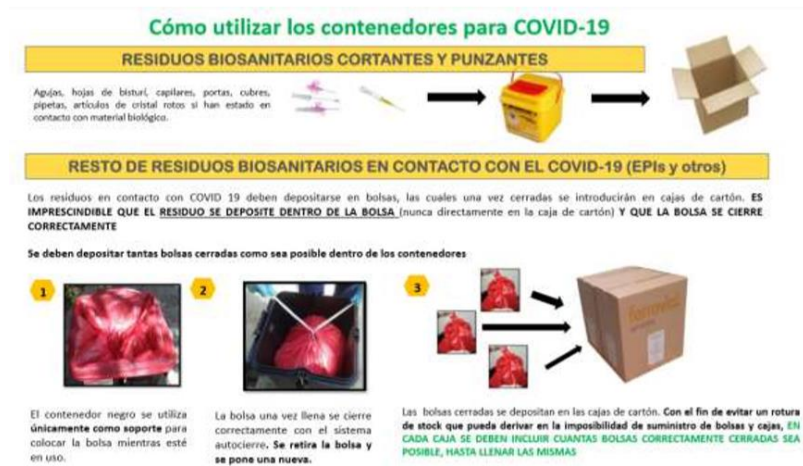 Cómo utilizar los contenedores para COVID-19
RESIDUOS BIOSANITARIOS CORTANTES Y PUNZANTES
Agujas, hojas de bisturí, capilares, portas, cubres,
pipetas, artículos de cristal rotos si han estado en
contacto con material biológico.
RESTO DE RESIDUOS BIOSANITARIOS EN CONTACTO CON EL COVID-19 (EPIs y otros)
Los residuos en contacto con COVID 19 deben depositarse en bolsas, las cuales una vez cerradas se introducirán en cajas de cartón. ES
IMPRESCINDIBLE QUE EL RESIDUO SE DEPOSITE DENTRO DE LA BOLSA (nunca directamente en la caja de cartón) Y QUE LA BOLSA SE CIERRE
CORRECTAMENTE
Se deben depositar tantas bolsas cerradas como sea posible dentro de los contenedores
1
2
3
ferrovial
El contenedor negro se utiliza
únicamente como soporte para
colocar la bolsa mientras esté
en uso.
La bolsa una vez llena se cierre
correctamente con el sistema
autocierre. Se retira la bolsa y
se pone una nueva.
Las bolsas cerradas se depositan en las cajas de cartón. Con el fin de evitar un rotura
de stock que pueda derivar en la imposibilidad de suministro de bolsas y cajas, EN
CADA CAJA SE DEBEN INCLUIR CUANTAS BOLSAS CORRECTAMENTE CERRADAS SEA
POSIBLE, HASTA LLENAR LAS MISMAS